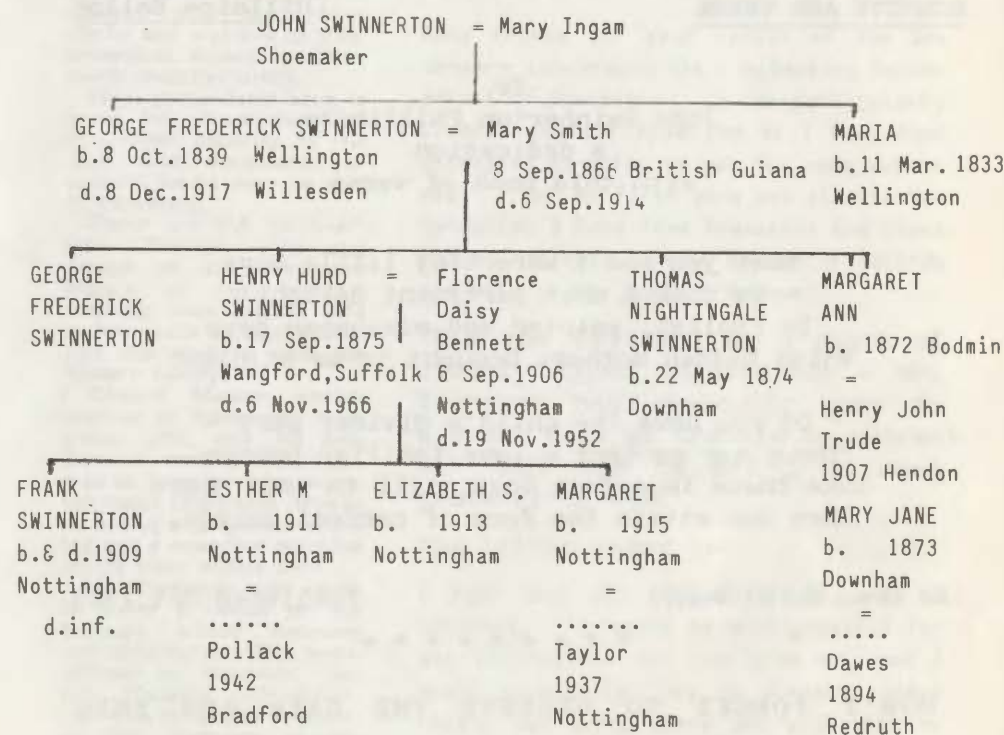 JOHN SWINNERTON = Mary Ingam
Shoemaker
GEORGE FREDERICK SWINNERTON = Mary Smith
b.8 Oct.1839 Wellington
d.8 Dec.1917 Willesden
8 Sep.1866 British Guiana
d.6 Sep.1914
MARIA
b.11 Mar. 1833
Wellington
GEORGE
FREDERICK
SWINNERTON
HENRY HURD = Florence
SWINNERTON Daisy
b.17 Sep.1875 Bennett
Wangford,Suffolk 6 Sep.1906
d.6 Nov.1966 Nottingham
d.19 Nov.1952
THOMAS
NIGHTINGALE
SWINNERTON
b.22 May 1874
Downham
MARGARET
ANN
b. 1872 Bodmin
=
Henry John
Trude
1907 Hendon
MARY JANE
b. 1873
Downham
=
.....
Dawes
1894
Redruth
FRANK
SWINNERTON
b.& d.1909
Nottingham
d.inf.
ESTHER M
b. 1911
Nottingham
=
......
Pollack
1942
Bradford
ELIZABETH S.
b. 1913
Nottingham
MARGARET
b. 1915
Nottingham
=
.......
Taylor
1937
Nottingham